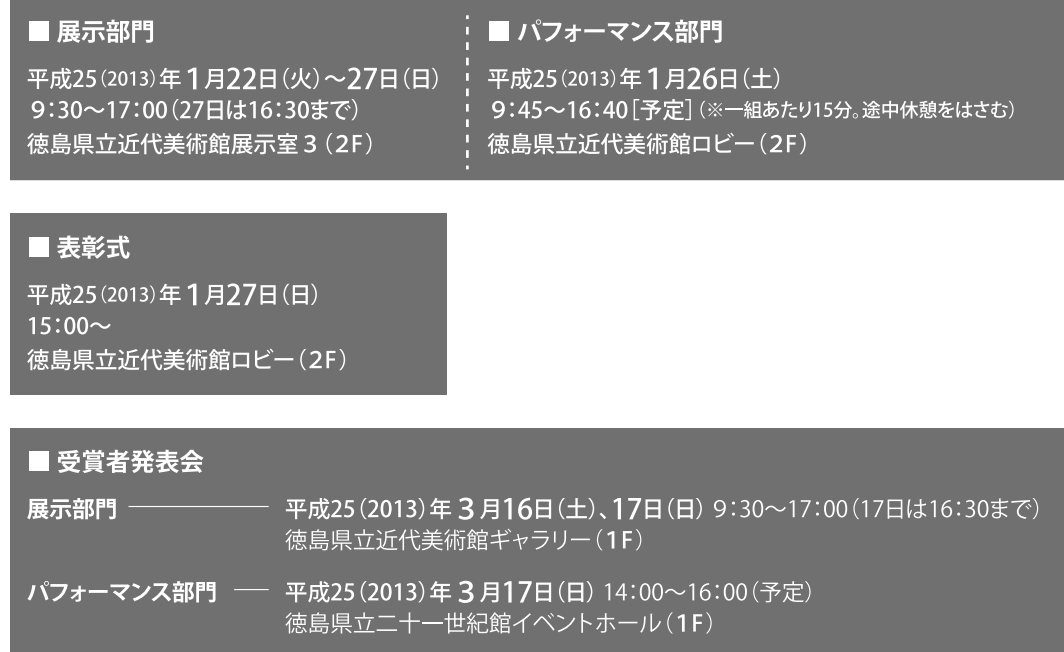 ■ 展示部門
平成25(2013)年1月22日(火)～27日(日)
9:30～17:00(27日は16:30まで)
徳島県立近代美術館展示室3(2F)
■ パフォーマンス部門
平成25(2013)年1月26日(土)
9:45～16:40[予定](※一組あたり15分。途中休憩をはさむ)
徳島県立近代美術館ロビー(2F)
■ 表彰式
平成25(2013)年1月27日(日)
15:00～
徳島県立近代美術館ロビー(2F)
■ 受賞者発表会
展示部門 平成25(2013)年3月16日(土)、17日(日) 9:30～17:00(17日は16:30まで)
徳島県立近代美術館ギャラリー(1F)
パフォーマンス部門 平成25(2013)年3月17日(日) 14:00～16:00(予定)
徳島県立二十一世紀館イベントホール(1F)